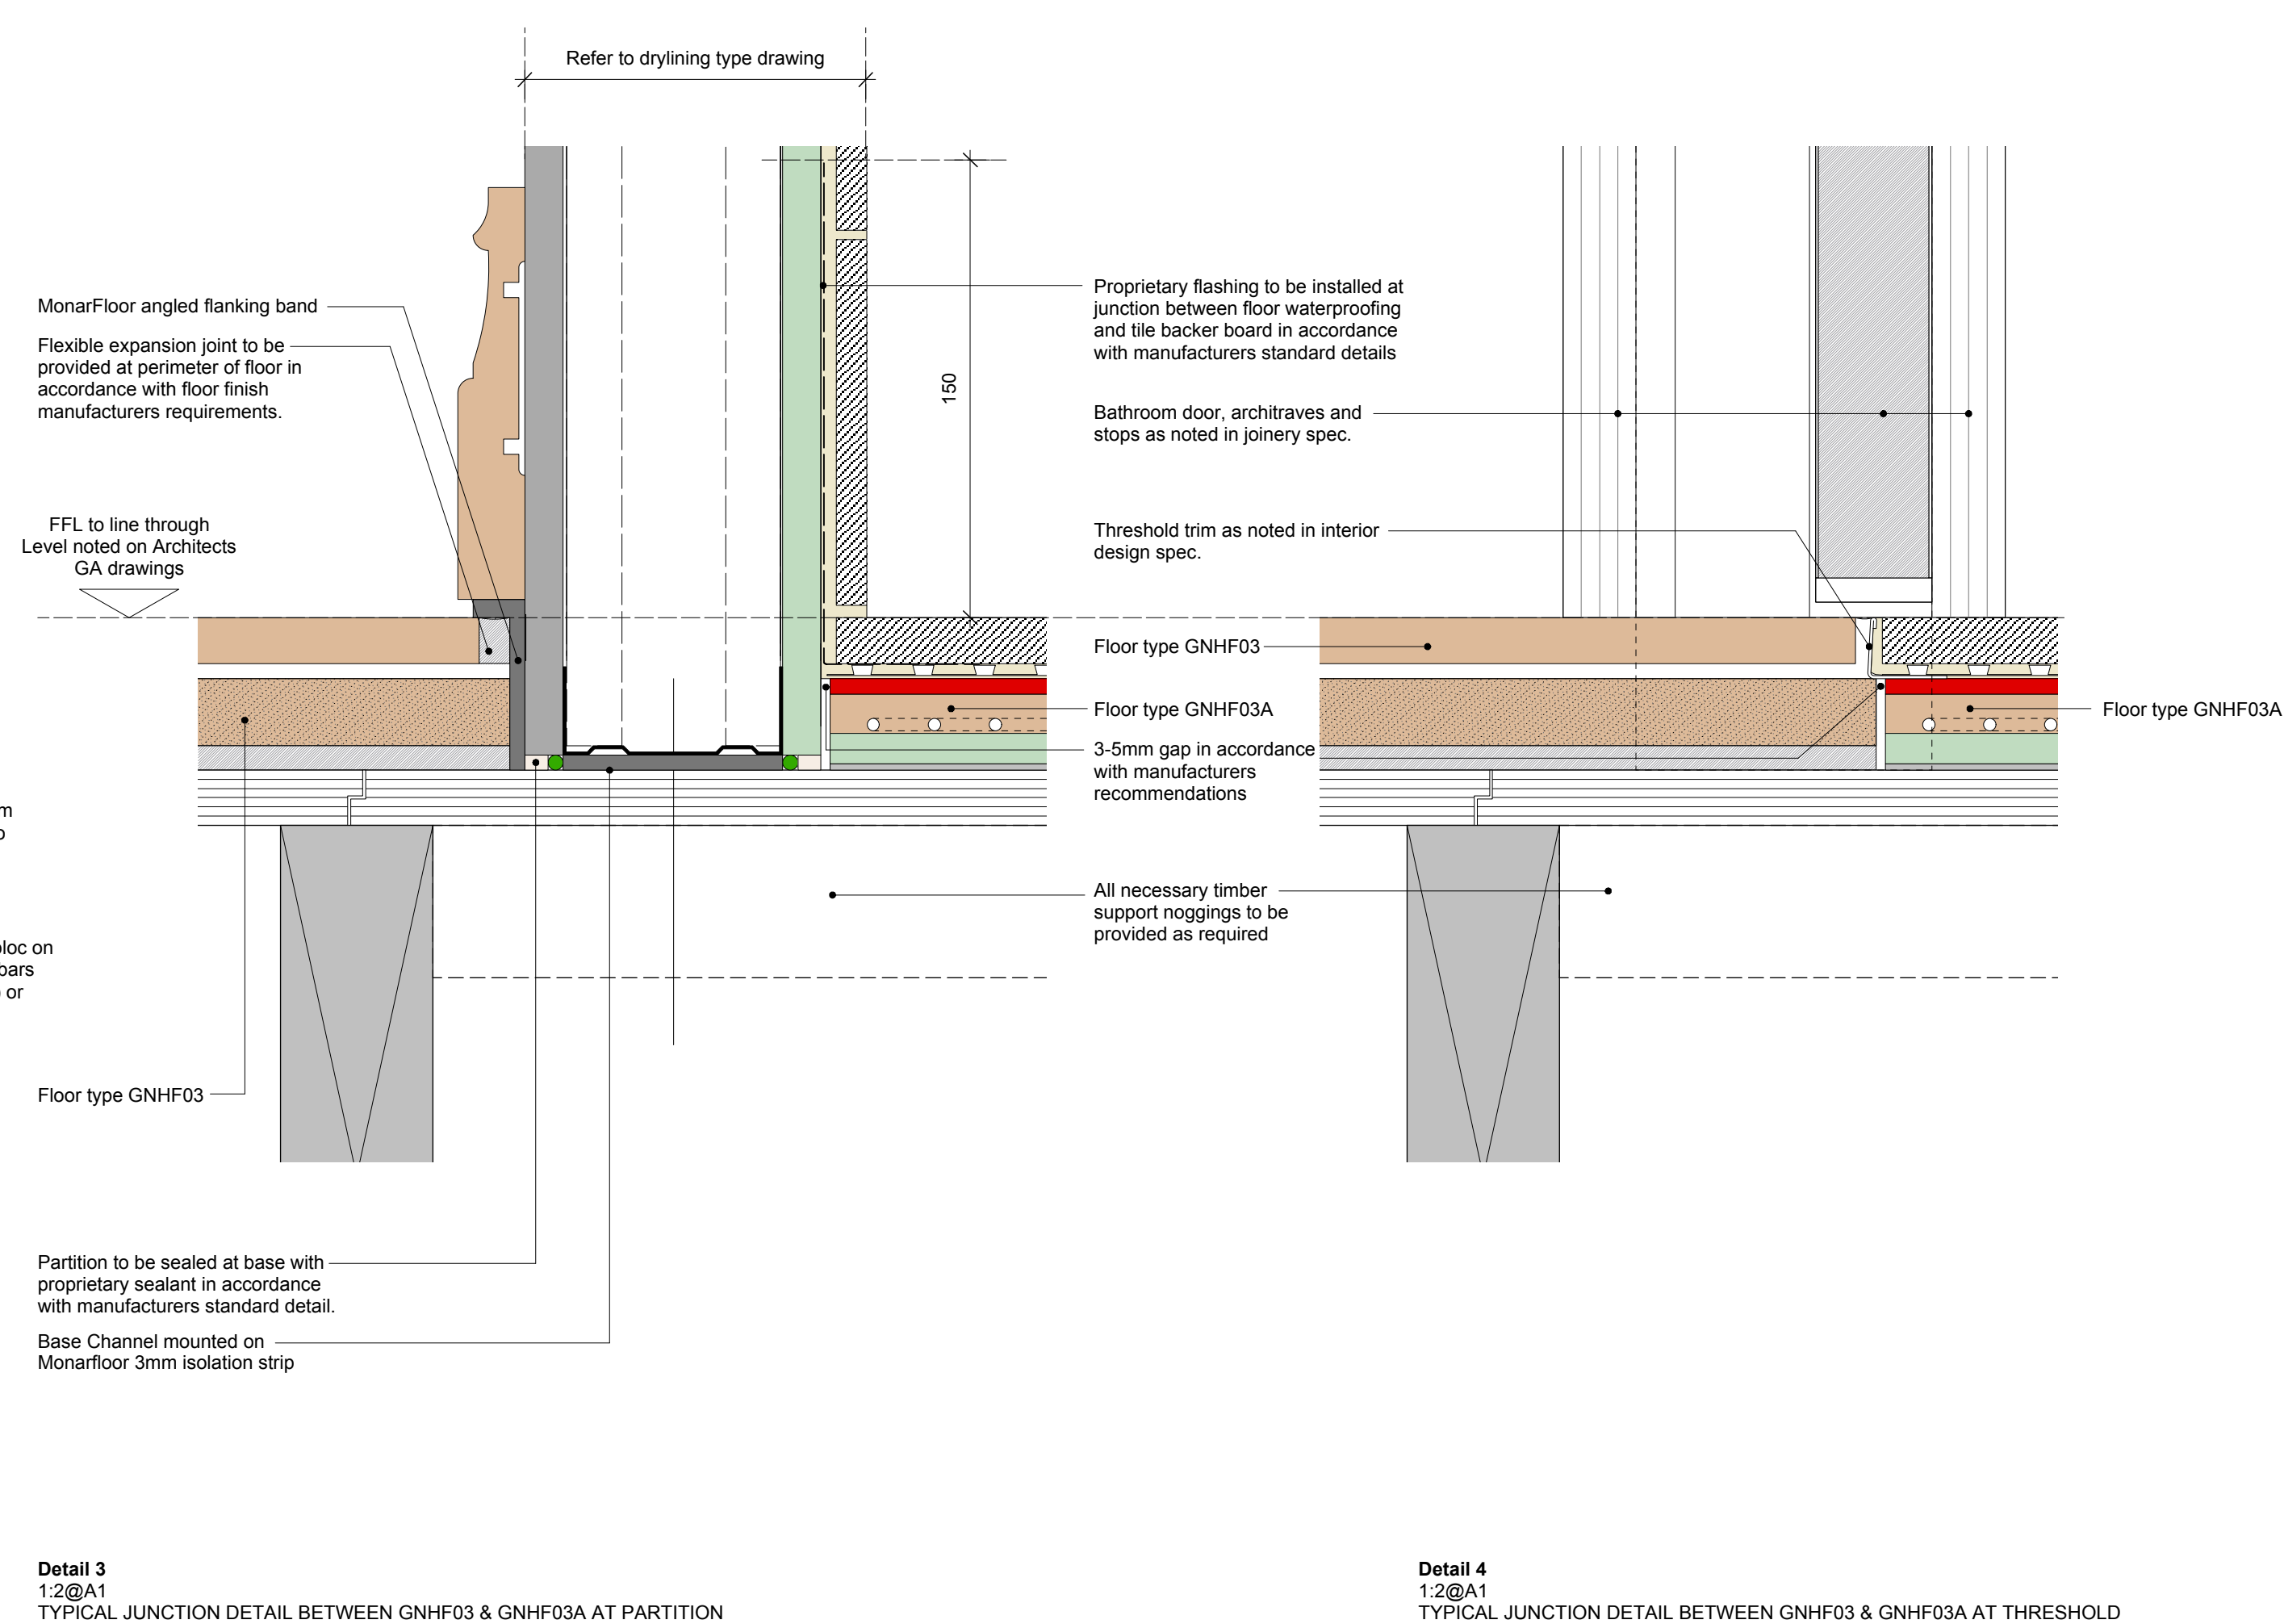 Refer to drylining type drawing
MonarFloor angled flanking band
Flexible expansion joint to be
provided at perimeter of floor in
accordance with floor finish
manufacturers requirements.
FFL to line through
Level noted on Architects
GA drawings
150
Proprietary flashing to be installed at
junction between floor waterproofing
and tile backer board in accordance
with manufacturers standard details
Bathroom door, architraves and
stops as noted in joinery spec.
Threshold trim as noted in interior
design spec.
Floor type GNHF03
Floor type GNHF03A
3-5mm gap in accordance
with manufacturers
recommendations
Floor type GNHF03A
All necessary timber
support noggings to be
provided as required
bars
or
Floor type GNHF03
Partition to be sealed at base with
proprietary sealant in accordance
with manufacturers standard detail.
Base Channel mounted on
Monarfloor 3mm isolation strip
Detail 3
1:2@A1
TYPICAL JUNCTION DETAIL BETWEEN GNHF03 & GNHF03A AT PARTITION
Detail 4
1:2@A1
TYPICAL JUNCTION DETAIL BETWEEN GNHF03 & GNHF03A AT THRESHOLD